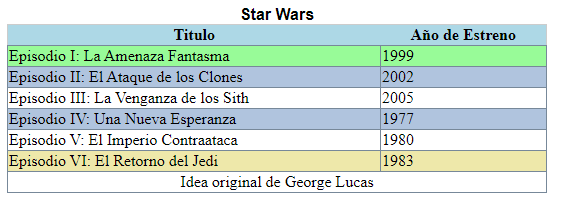 Star Wars
Titulo Año de Estreno
Episodio I: La Amenaza Fantasma 1999
Episodio II: El Ataque de los Clones 2002
Episodio III: La Venganza de los Sith 2005
Episodio IV: Una Nueva Esperanza 1977
Episodio V: El Imperio Contraataca 1980
Episodio VI: El Retorno del Jedi 1983
Idea original de George Lucas